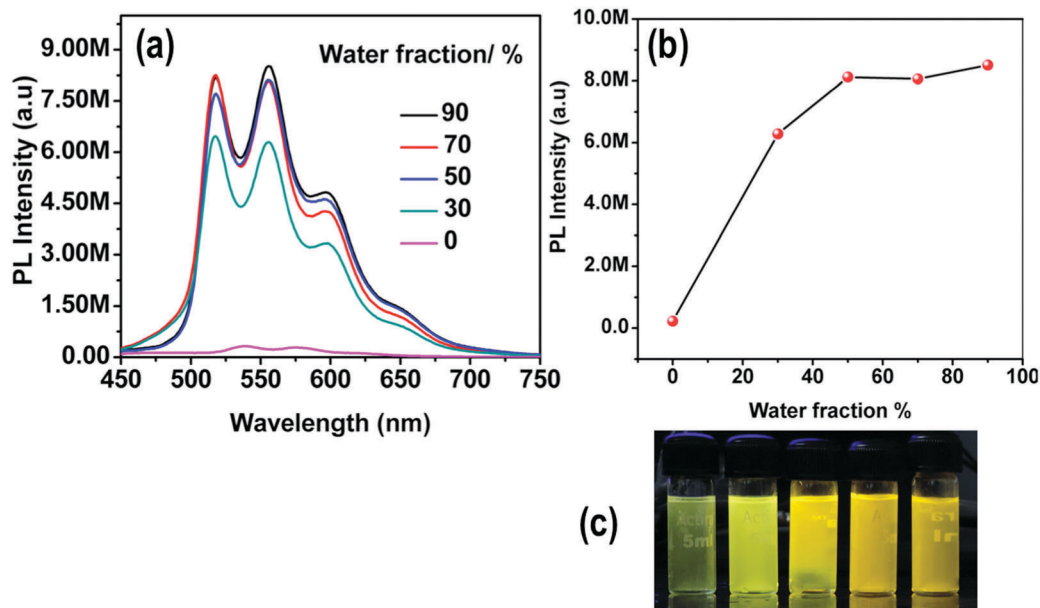 (a)
Water fraction/ %
90
70
50
30
0
9.00M
7.50M
6.00M
4.50M
3.00M
1.50M
0.00
450 500 550 600 650 700 750
PL Intensity (a.u)
Wavelength (nm)
(b)
10.0M
8.0M
6.0M
4.0M
2.0M
0.0
0 20 40 60 80 100
PL Intensity (a.u)
Water fraction %
(c)
5ml